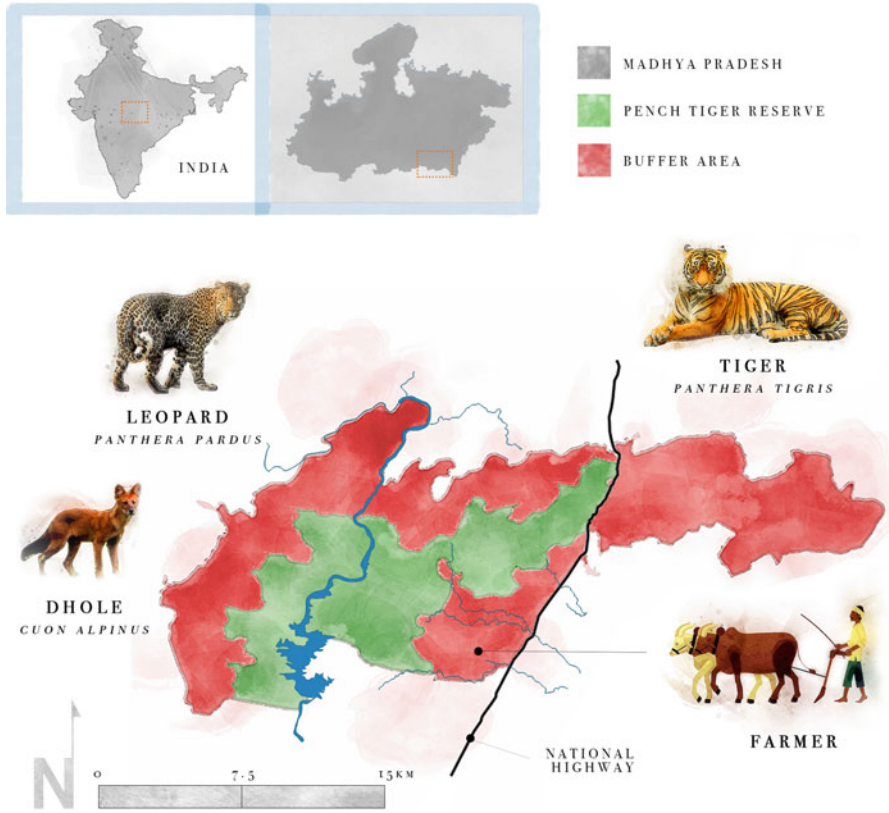 INDIA
MADHYA PRADESH
PENCH TIGER RESERVE
BUFFER AREA
LEOPARD
PANTHERA PARDUS
TIGER
PANTHERA TIGRIS
DHOLE
CUON ALPINUS
FARMER
NATIONAL
HIGHWAY
N
0 7·5 15KM